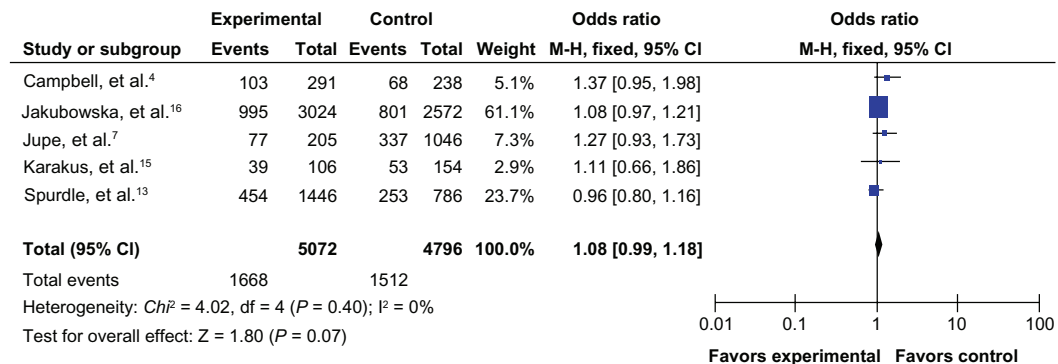 Experimental Control Odds ratio Odds ratio
Study or subgroup Events Total Events Total Weight M-H, fixed, 95% CI M-H, fixed, 95% CI
Campbell, et al.⁴ 103 291 68 238 5.1% 1.37 [0.95, 1.98]
Jakubowska, et al.¹⁶ 995 3024 801 2572 61.1% 1.08 [0.97, 1.21]
Jupe, et al.⁷ 77 205 337 1046 7.3% 1.27 [0.93, 1.73]
Karakus, et al.¹⁵ 39 106 53 154 2.9% 1.11 [0.66, 1.86]
Spurdle, et al.¹³ 454 1446 253 786 23.7% 0.96 [0.80, 1.16]
Total (95% CI) 5072 4796 100.0% 1.08 [0.99, 1.18]
Total events 1668 1512
Heterogeneity: Chi² = 4.02, df = 4 (P = 0.40); I² = 0%
Test for overall effect: Z = 1.80 (P = 0.07)
0.01 0.1 1 10 100
Favors experimental Favors control